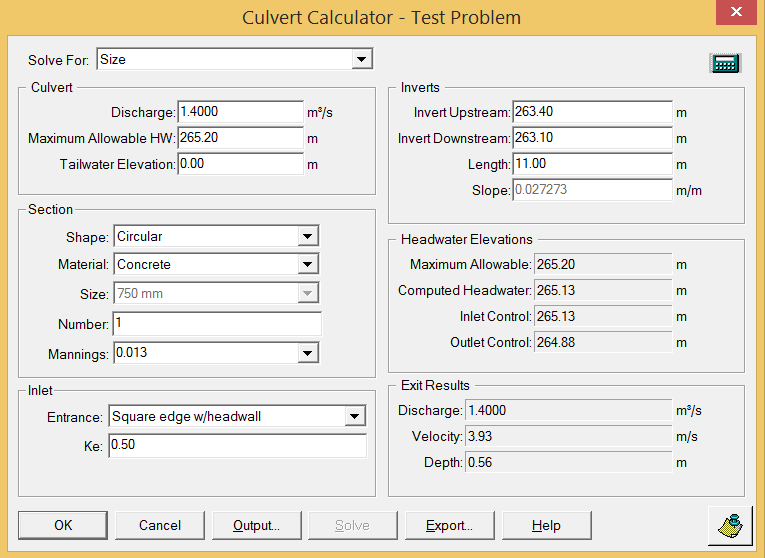 Culvert Calculator - Test Problem
Solve For: Size
Culvert
Discharge: 1.4000 m³/s
Maximum Allowable HW: 265.20 m
Tailwater Elevation: 0.00 m
Section
Shape: Circular
Material: Concrete
Size: 750 mm
Number: 1
Mannings: 0.013
Inlet
Entrance: Square edge w/headwall
Ke: 0.50
Inverts
Invert Upstream: 263.40 m
Invert Downstream: 263.10 m
Length: 11.00 m
Slope: 0.027273 m/m
Headwater Elevations
Maximum Allowable: 265.20 m
Computed Headwater: 265.13 m
Inlet Control: 265.13 m
Outlet Control: 264.88 m
Exit Results
Discharge: 1.4000 m³/s
Velocity: 3.93 m/s
Depth: 0.56 m
OK Cancel Output... Solve Export... Help